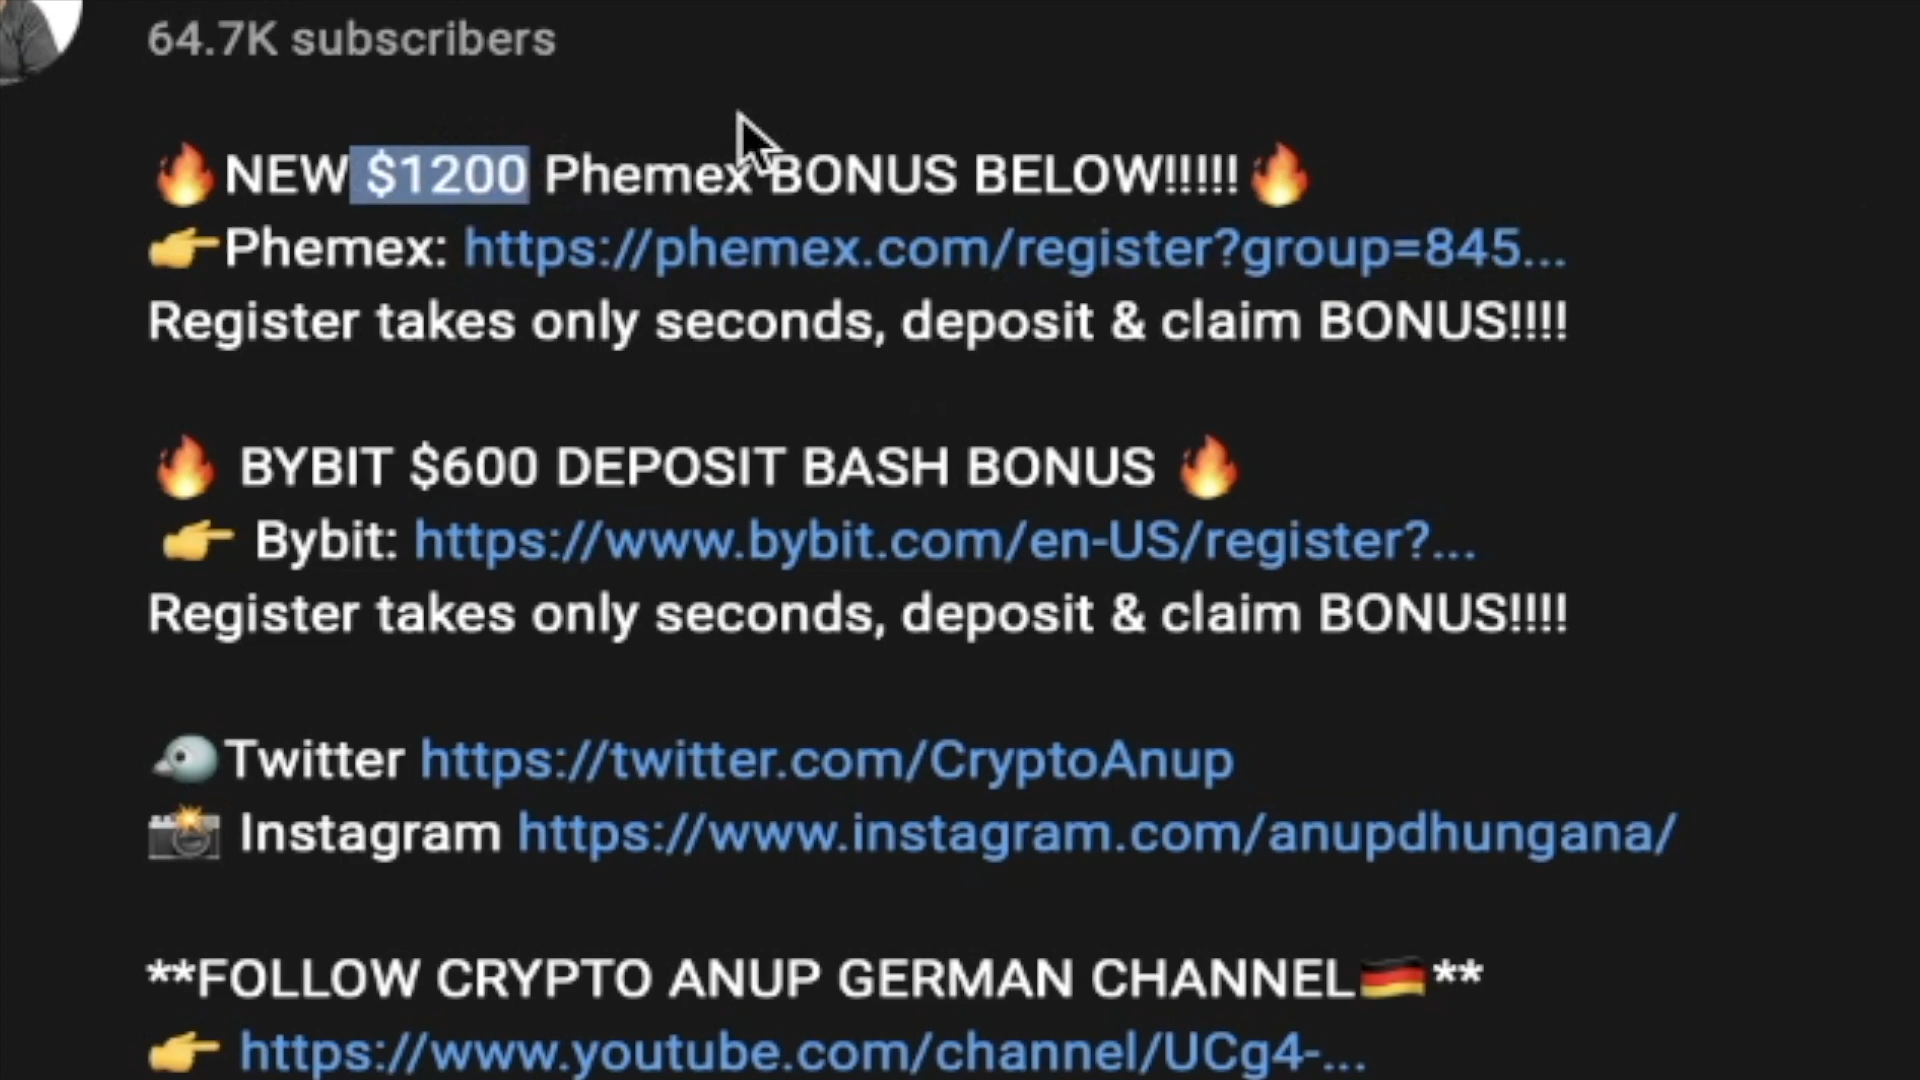 64.7K subscribers
🔥NEW $1200 Phemex BONUS BELOW!!!!!🔥
👉Phemex: https://phemex.com/register?group=845...
Register takes only seconds, deposit & claim BONUS!!!!
🔥 BYBIT $600 DEPOSIT BASH BONUS 🔥
👉 Bybit: https://www.bybit.com/en-US/register?...
Register takes only seconds, deposit & claim BONUS!!!!
🐦Twitter https://twitter.com/CryptoAnup
📸 Instagram https://www.instagram.com/anupdhungana/
**FOLLOW CRYPTO ANUP GERMAN CHANNEL🇩🇪**
👉 https://www.youtube.com/channel/UCg4-...